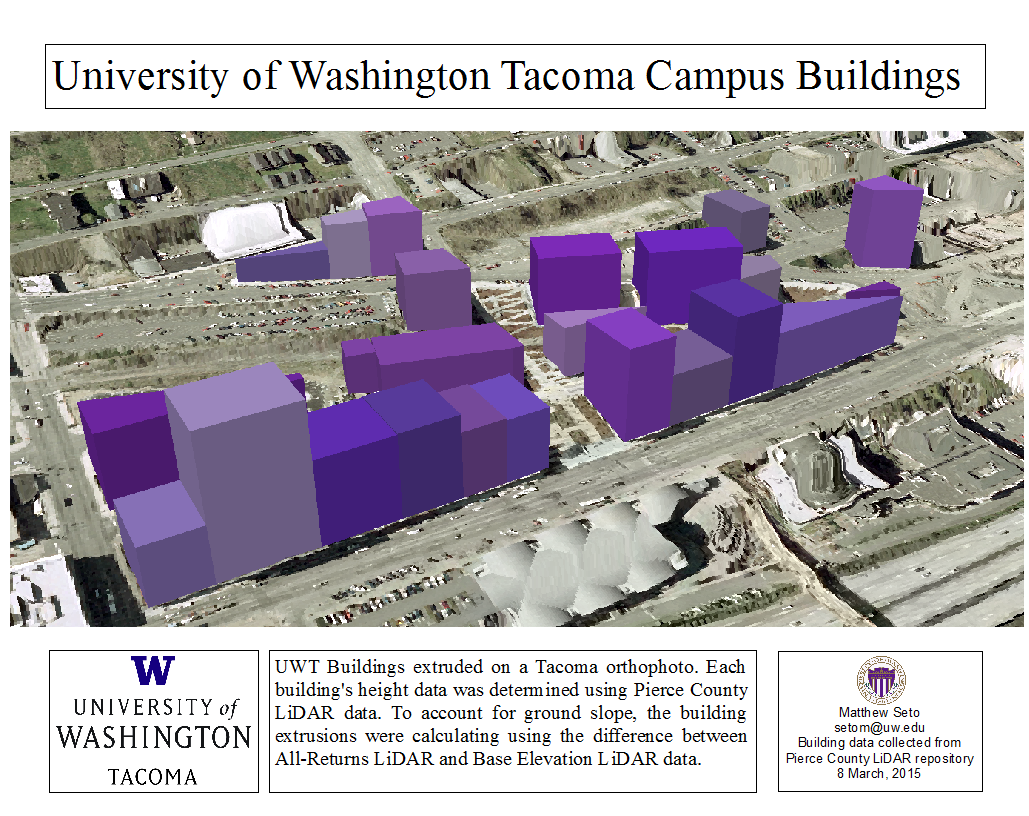 University of Washington Tacoma Campus Buildings
W
UNIVERSITY of
WASHINGTON
TACOMA
UWT Buildings extruded on a Tacoma orthophoto. Each
building's height data was determined using Pierce County
LiDAR data. To account for ground slope, the building
extrusions were calculating using the difference between
All-Returns LiDAR and Base Elevation LiDAR data.
Matthew Seto
setom@uw.edu
Building data collected from
Pierce County LiDAR repository
8 March, 2015